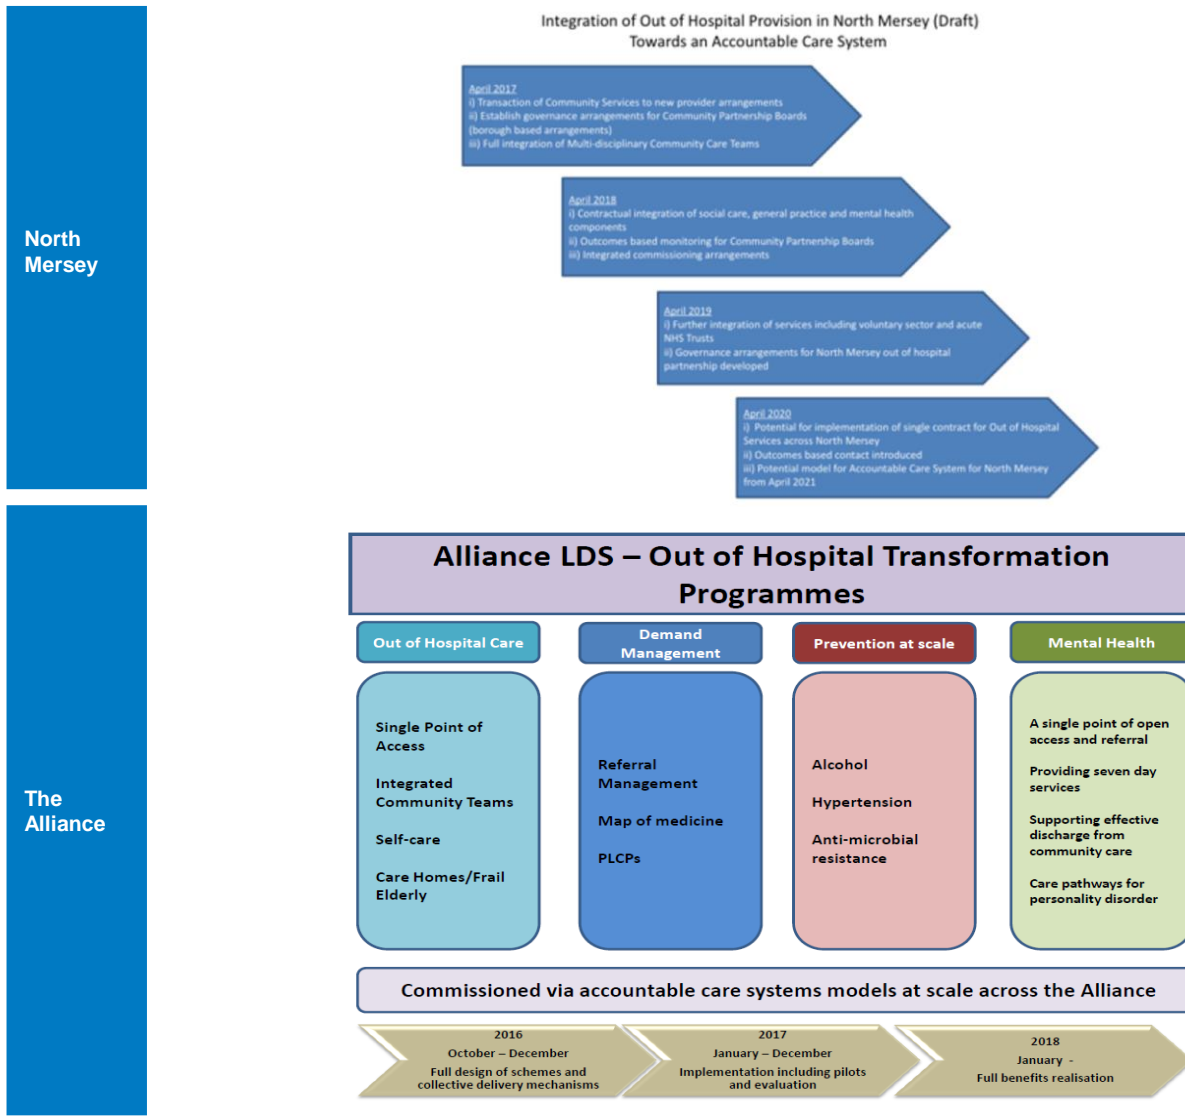 Integration of Out of Hospital Provision in North Mersey (Draft)
Towards an Accountable Care System
North
Mersey
April 2017
i) Transaction of Community Services to new provider arrangements
ii) Establish governance arrangements for Community Partnership Boards
(borough based arrangements)
iii) Full integration of Multi-disciplinary Community Care Teams
April 2018
i) Contractual integration of social care, general practice and mental health
components
ii) Outcomes based monitoring for Community Partnership Boards
iii) Integrated commissioning arrangements
April 2019
i) Further integration of services including voluntary sector and acute
NHS Trusts
ii) Governance arrangements for North Mersey out of hospital
partnership developed
April 2020
i) Potential for implementation of single contract for Out of Hospital
Services across North Mersey
ii) Outcomes based contact introduced
iii) Potential model for Accountable Care System for North Mersey
from April 2021
The
Alliance
Alliance LDS – Out of Hospital Transformation
Programmes
Out of Hospital Care
Single Point of
Access
Integrated
Community Teams
Self-care
Care Homes/Frail
Elderly
Demand
Management
Referral
Management
Map of medicine
PLCPs
Prevention at scale
Alcohol
Hypertension
Anti-microbial
resistance
Mental Health
A single point of open
access and referral
Providing seven day
services
Supporting effective
discharge from
community care
Care pathways for
personality disorder
Commissioned via accountable care systems models at scale across the Alliance
2016
October – December
Full design of schemes and
collective delivery mechanisms
2017
January – December
Implementation including pilots
and evaluation
2018
January -
Full benefits realisation